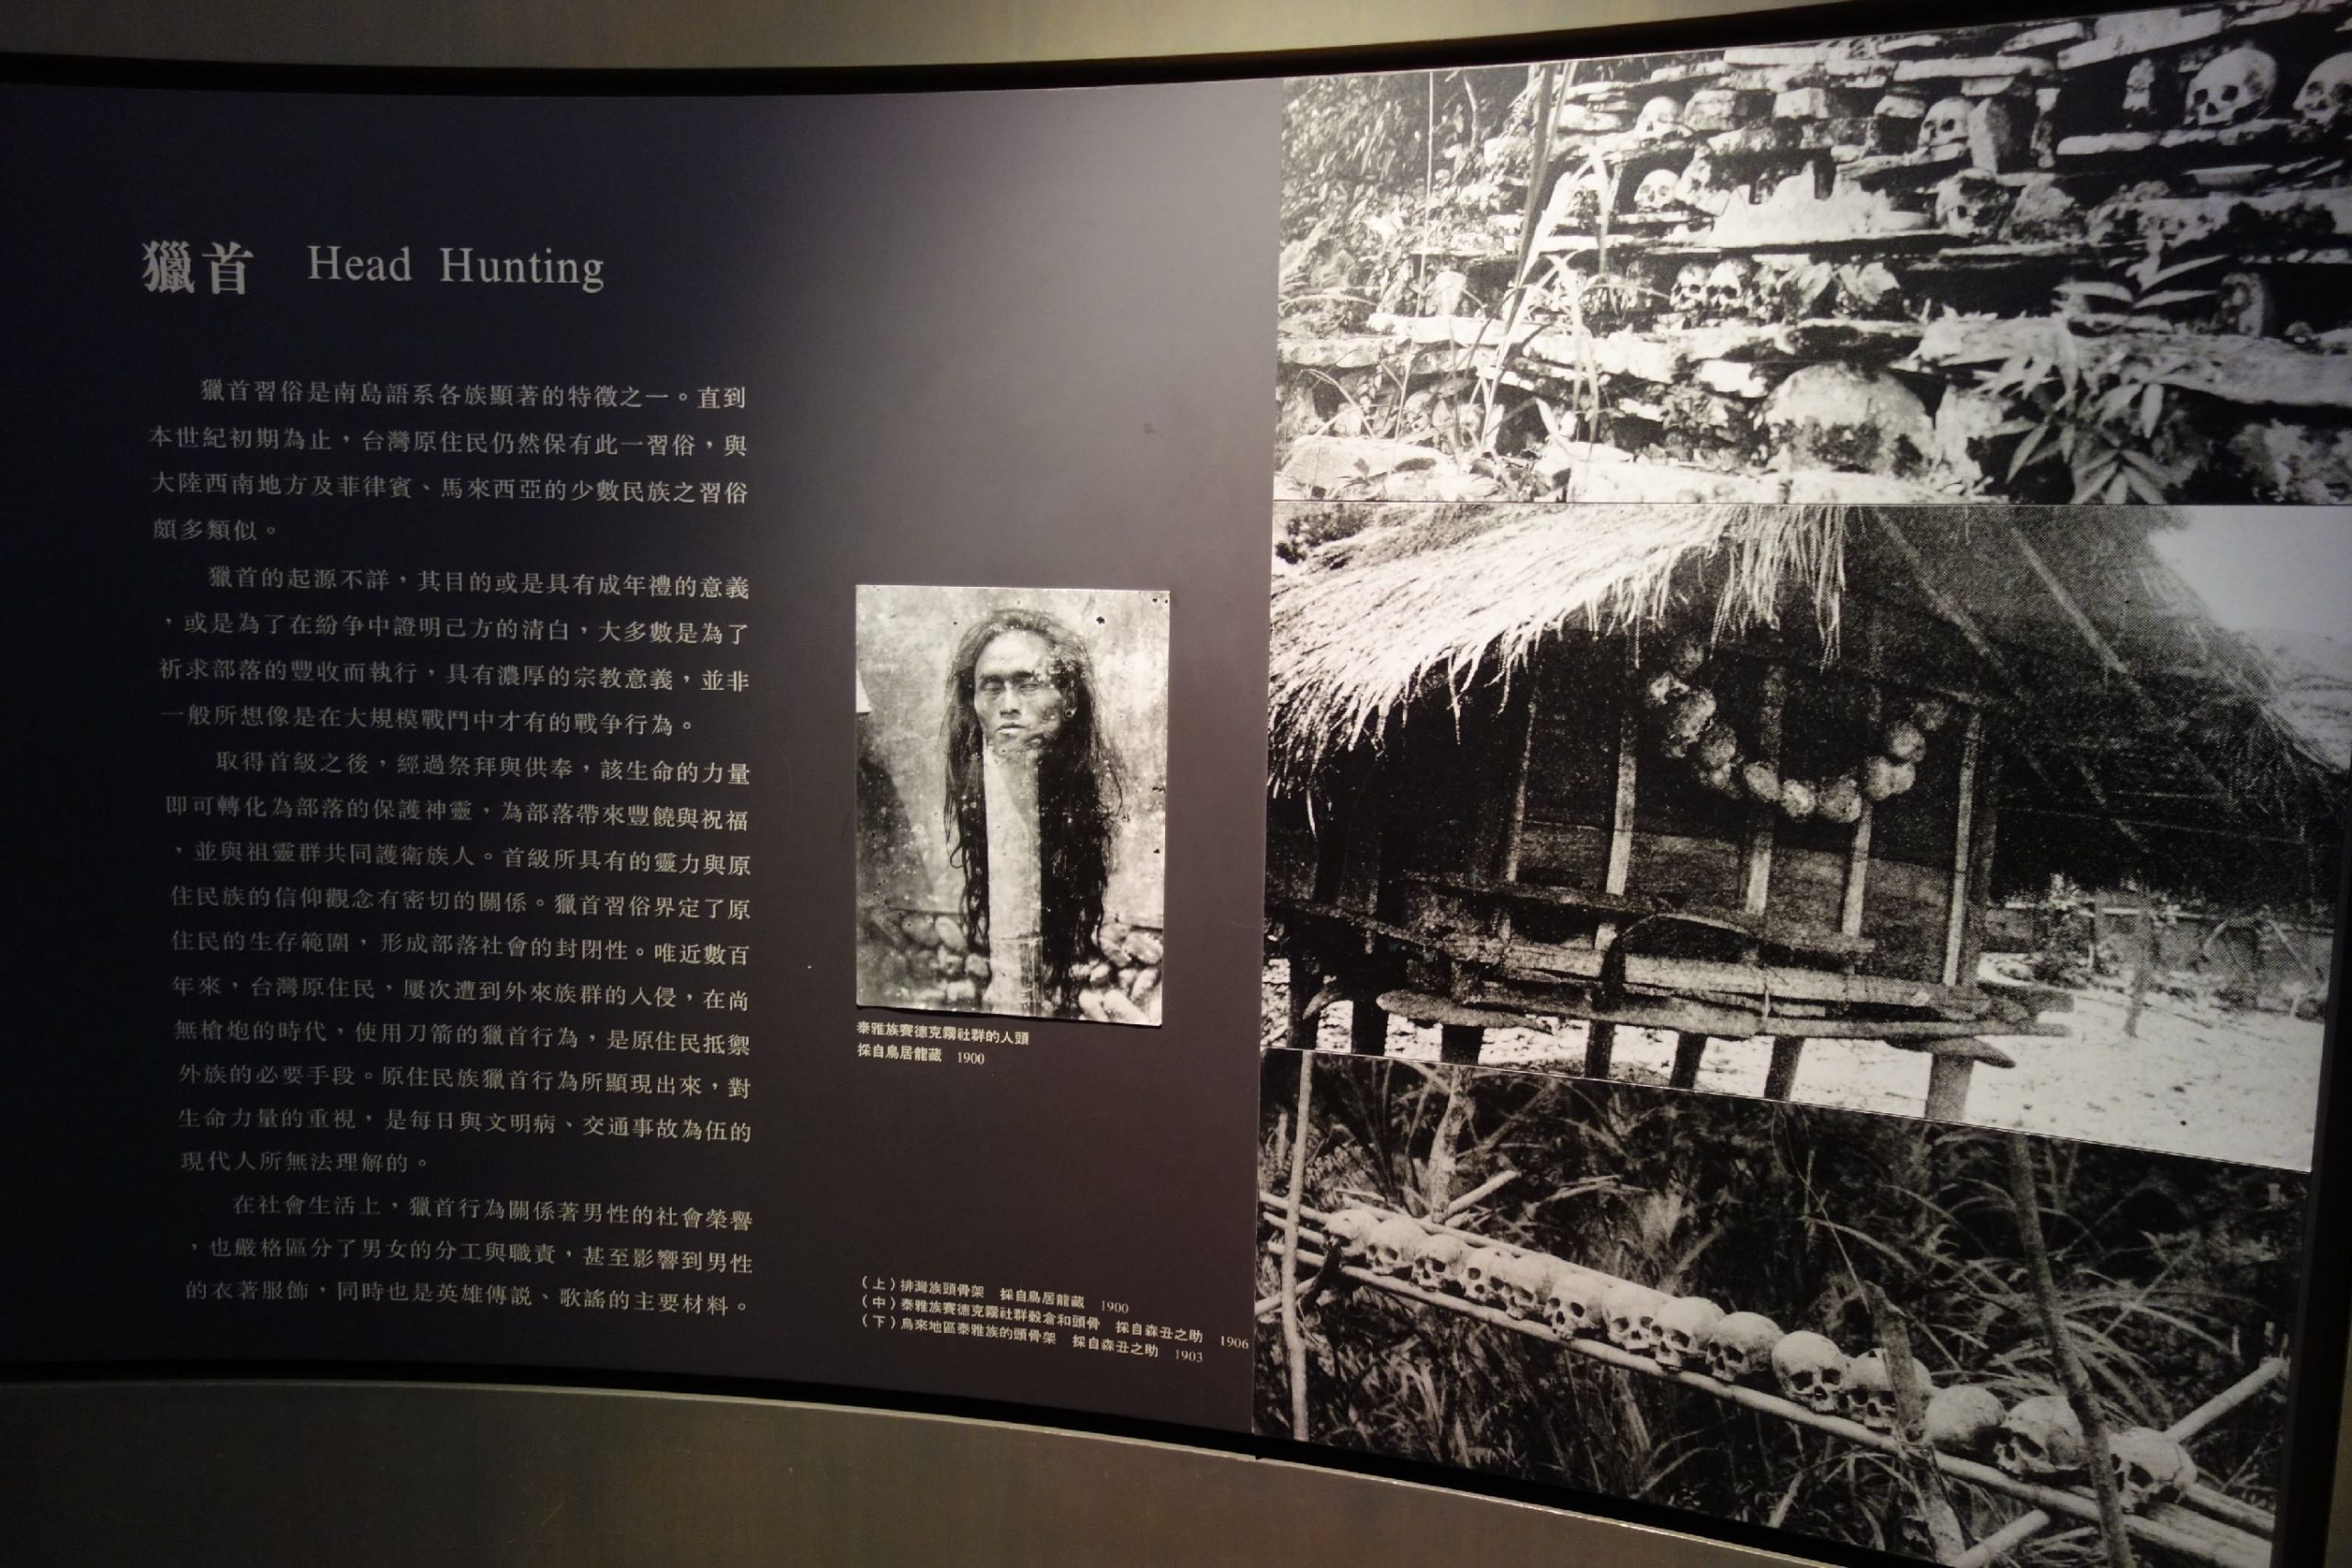 獵首 Head Hunting
獵首習俗是南島語系各族顯著的特徵之一。直到
本世紀初期為止，台灣原住民仍然保有此一習俗，與
大陸西南地方及菲律賓、馬來西亞的少數民族之習俗
頗多類似。
獵首的起源不詳，其目的或是具有成年禮的意義
，或是為了在紛争中證明己方的清白，大多數是為了
祈求部落的豐收而執行，具有濃厚的宗教意義，並非
一般所想像是在大規模戰鬥中才有的戰争行為。
取得首級之後，經過祭拜與供奉，該生命的力量
即可轉化為部落的保護神靈，為部落帶來豐饒與祝福
，並與祖靈群共同護衛族人。首級所具有的靈力與原
住民族的信仰觀念有密切的關係。獵首習俗界定了原
住民的生存範圍，形成部落社會的封閉性。唯近數百
年來，台灣原住民，屢次遭到外來族群的入侵，在尚
無槍炮的時代，使用刀箭的獵首行為，是原住民抵禦
外族的必要手段。原住民族獵首行為所顯現出來，對
生命力量的重視，是每日與文明病、交通事故為伍的
現代人所無法理解的。
在社會生活上，獵首行為關係著男性的社會榮譽
，也嚴格區分了男女的分工與職責，甚至影響到男性
的衣著服飾，同時也是英雄傳說、歌謠的主要材料。
泰雅族賽德克霧社群的人頭
採自鳥居龍藏 1900
（上）排灣族頭骨架 採自鳥居龍藏 1900
（中）泰雅族賽德克霧社群穀倉和頭骨 採自森丑之助 1906
（下）烏來地區泰雅族的頭骨架 採自森丑之助 1903